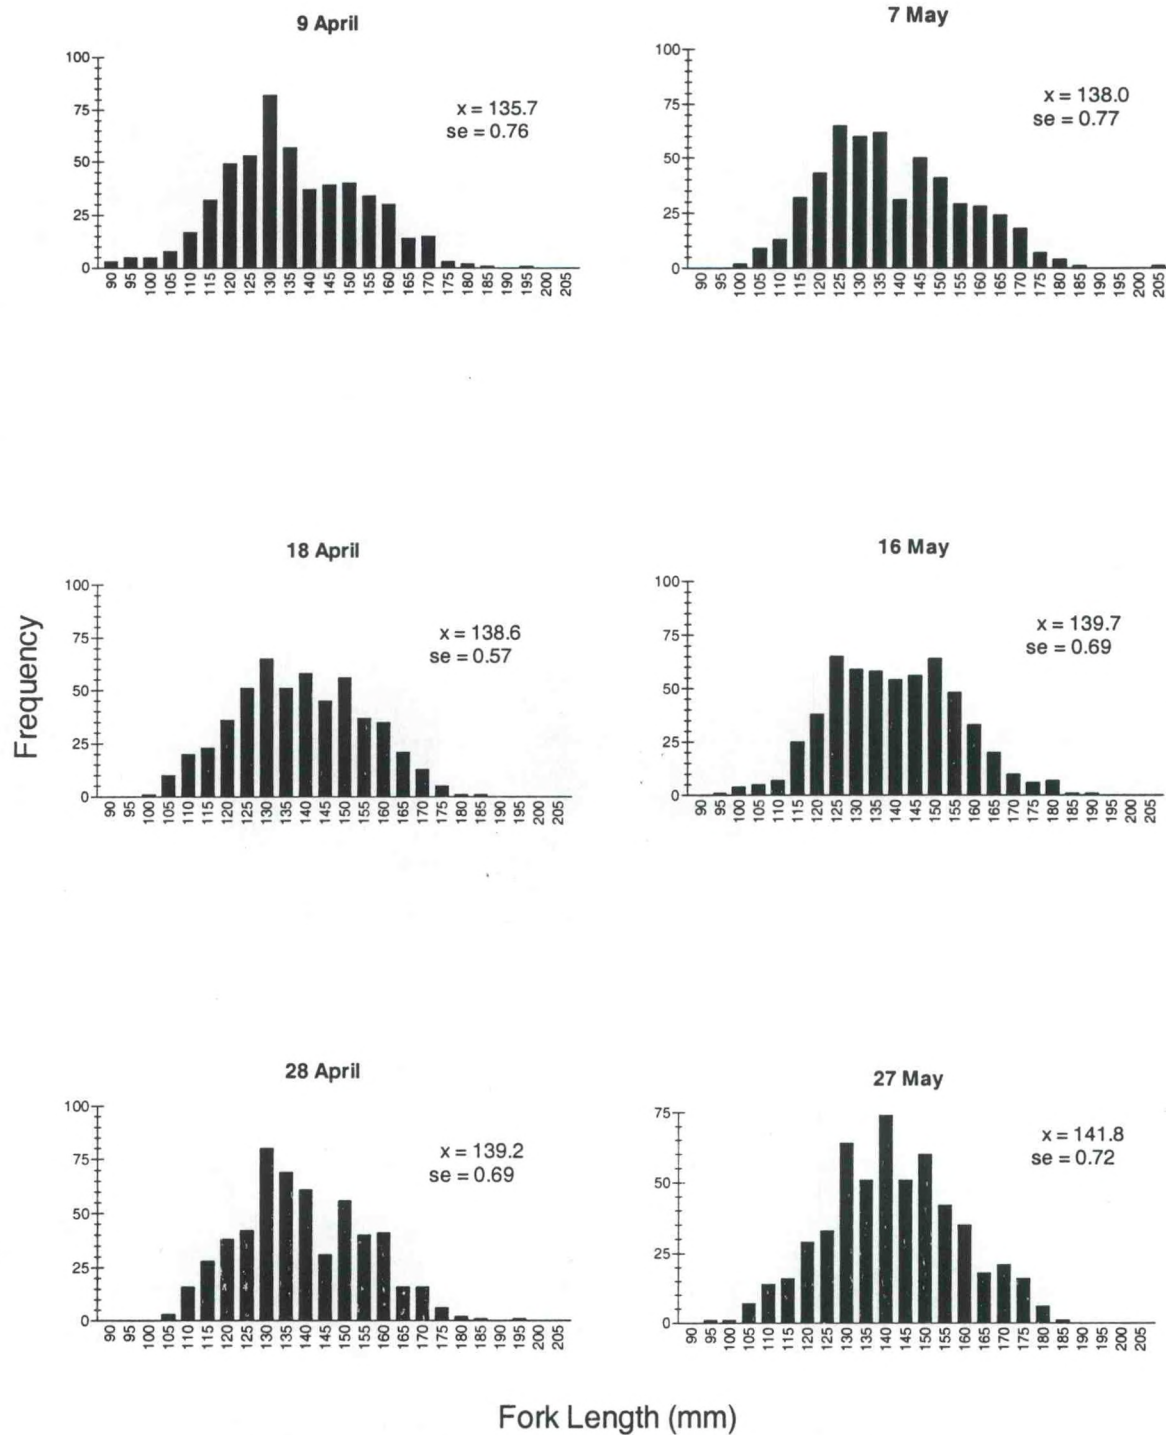 9 April
100
75
50
25
0
x = 135.7
se = 0.76
90 95 100 105 110 115 120 125 130 135 140 145 150 155 160 165 170 175 180 185 190 195 200 205
7 May
100
75
50
25
0
x = 138.0
se = 0.77
90 95 100 105 110 115 120 125 130 135 140 145 150 155 160 165 170 175 180 185 190 195 200 205
Frequency
18 April
100
75
50
25
0
x = 138.6
se = 0.57
90 95 100 105 110 115 120 125 130 135 140 145 150 155 160 165 170 175 180 185 190 195 200 205
16 May
100
75
50
25
0
x = 139.7
se = 0.69
90 95 100 105 110 115 120 125 130 135 140 145 150 155 160 165 170 175 180 185 190 195 200 205
28 April
100
75
50
25
0
x = 139.2
se = 0.69
90 95 100 105 110 115 120 125 130 135 140 145 150 155 160 165 170 175 180 185 190 195 200 205
27 May
75
50
25
0
x = 141.8
se = 0.72
90 95 100 105 110 115 120 125 130 135 140 145 150 155 160 165 170 175 180 185 190 195 200 205
Fork Length (mm)